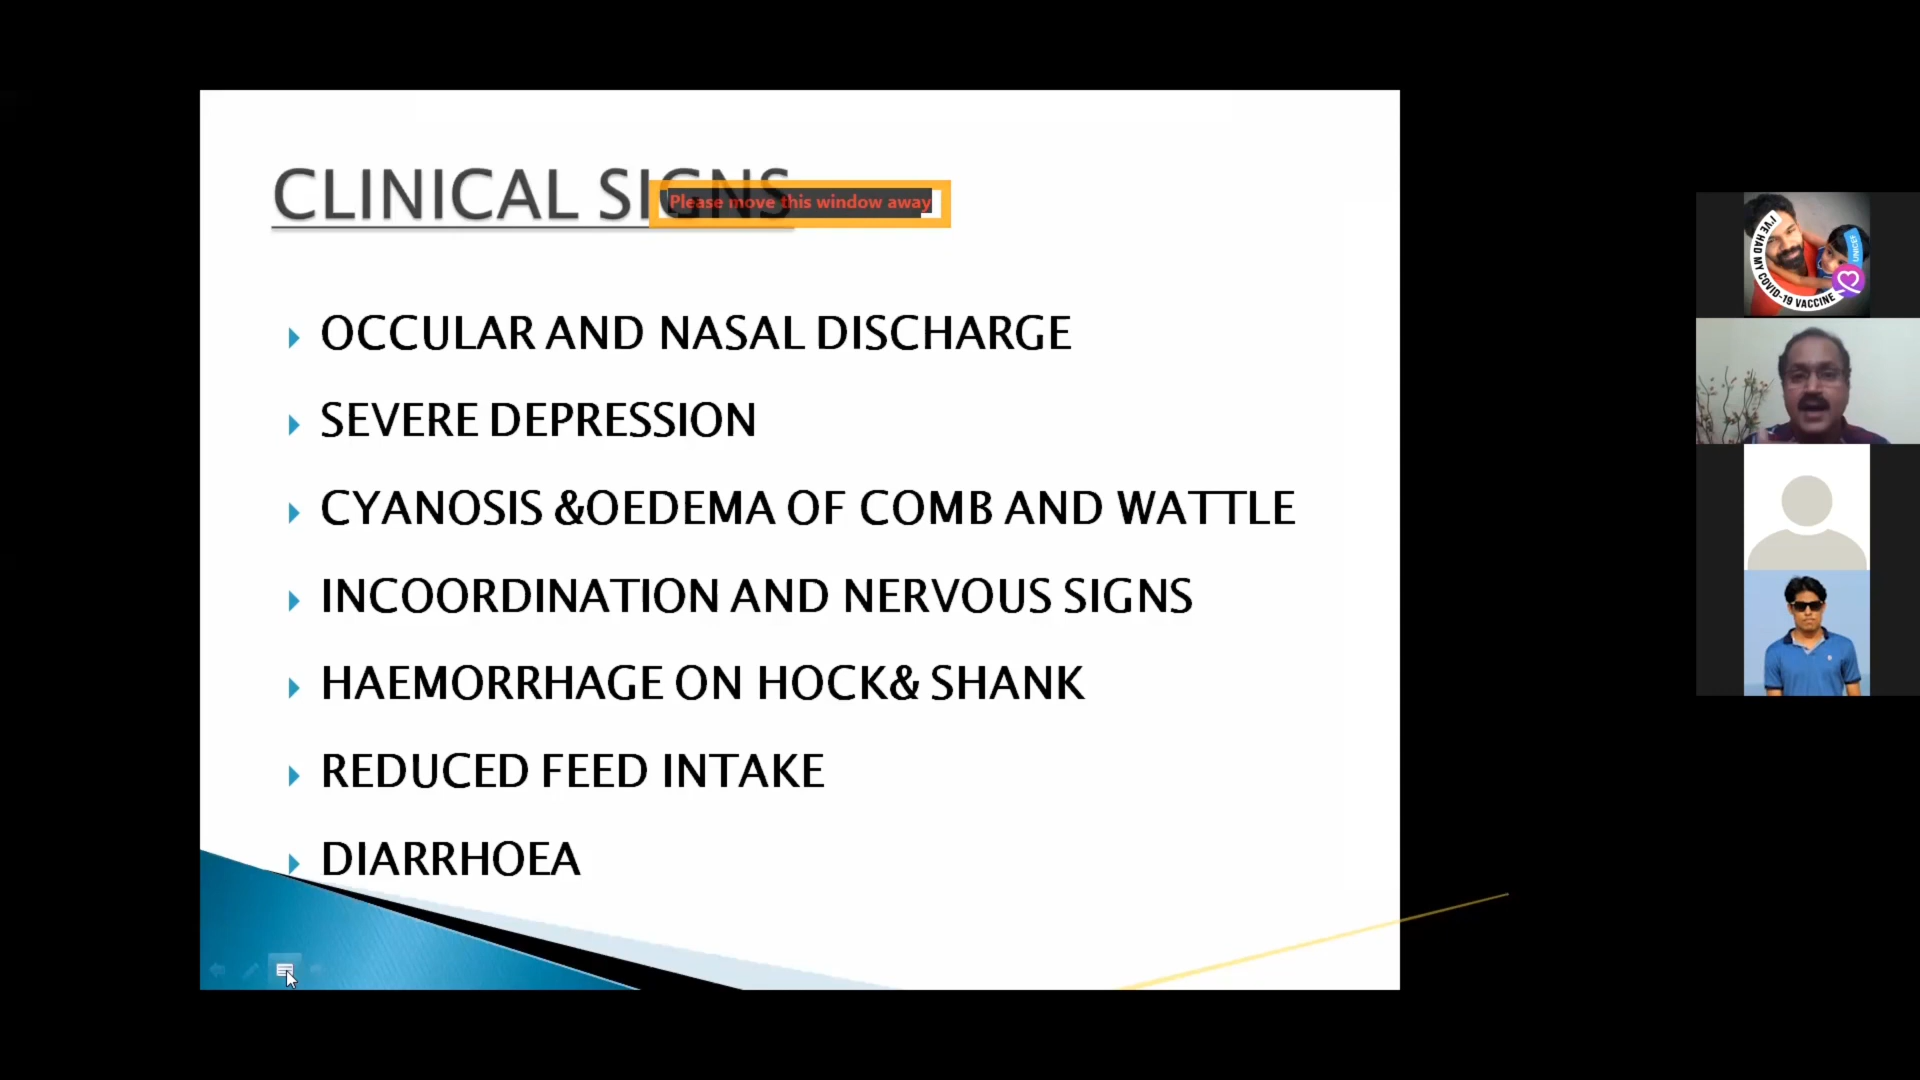 CLINICAL SIGNS
Please move this window away
OCCULAR AND NASAL DISCHARGE
SEVERE DEPRESSION
CYANOSIS &OEDEMA OF COMB AND WATTLE
INCOORDINATION AND NERVOUS SIGNS
HAEMORRHAGE ON HOCK& SHANK
REDUCED FEED INTAKE
DIARRHOEA
I'VE HAD MY COVID-19 VACCINE
UNICEF